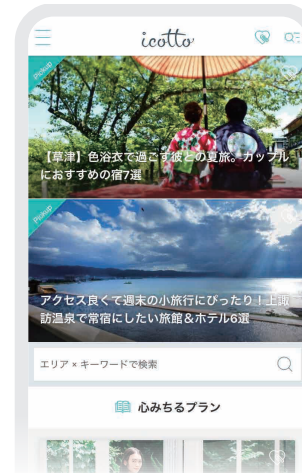 icotto
Pickup
【草津】色浴衣で過ごす彼との夏旅。カップル
におすすめの宿7選
Pickup
アクセス良くて週末の小旅行にぴったり！上諏
訪温泉で常宿にしたい旅館&ホテル6選
エリア × キーワードで検索
心みちるプラン